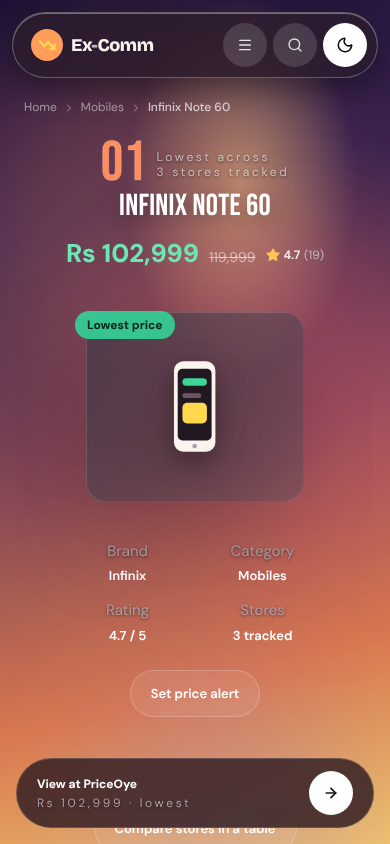 Ex-Comm
Home > Mobiles > Infinix Note 60
01
Lowest across
3 stores tracked
INFINIX NOTE 60
Rs 102,999 119,999 4.7 (19)
Lowest price
Brand
Infinix
Category
Mobiles
Rating
4.7 / 5
Stores
3 tracked
Set price alert
View at PriceOye
Rs 102,999 · lowest
Compare stores in a table